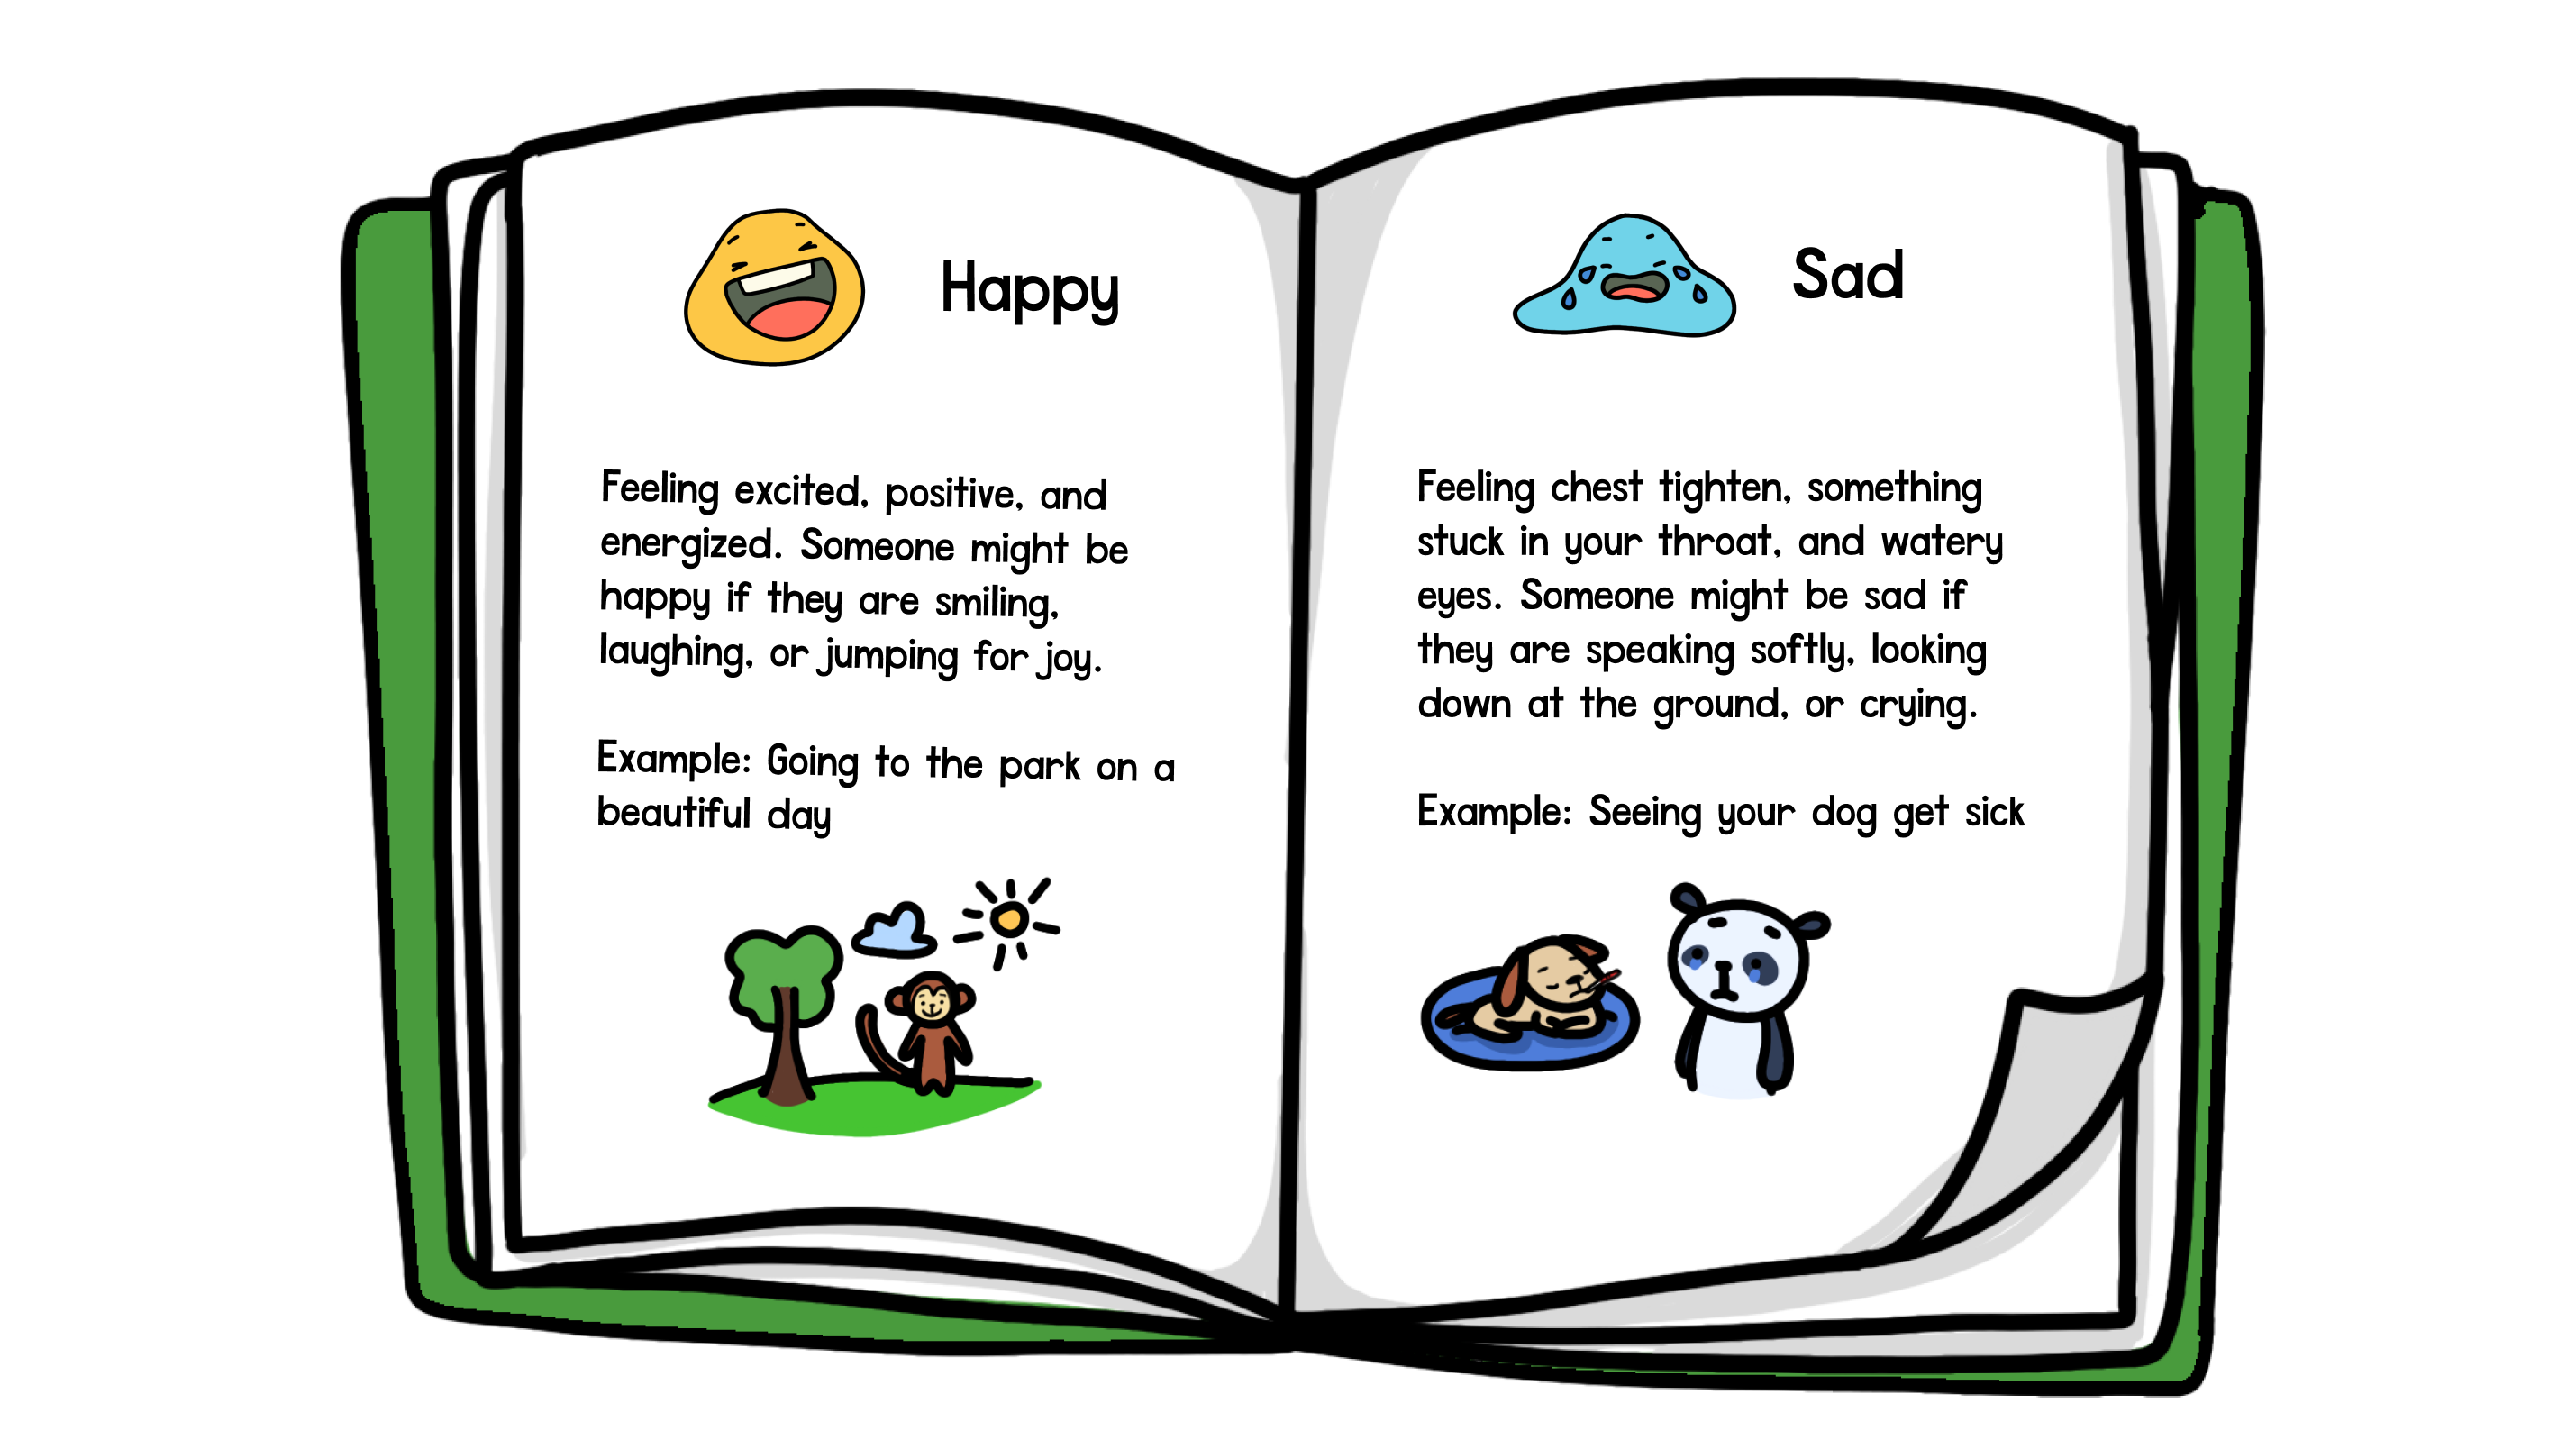 Happy
Feeling excited, positive, and
energized. Someone might be
happy if they are smiling,
laughing, or jumping for joy.
Example: Going to the park on a
beautiful day
Sad
Feeling chest tighten, something
stuck in your throat, and watery
eyes. Someone might be sad if
they are speaking softly, looking
down at the ground, or crying.
Example: Seeing your dog get sick